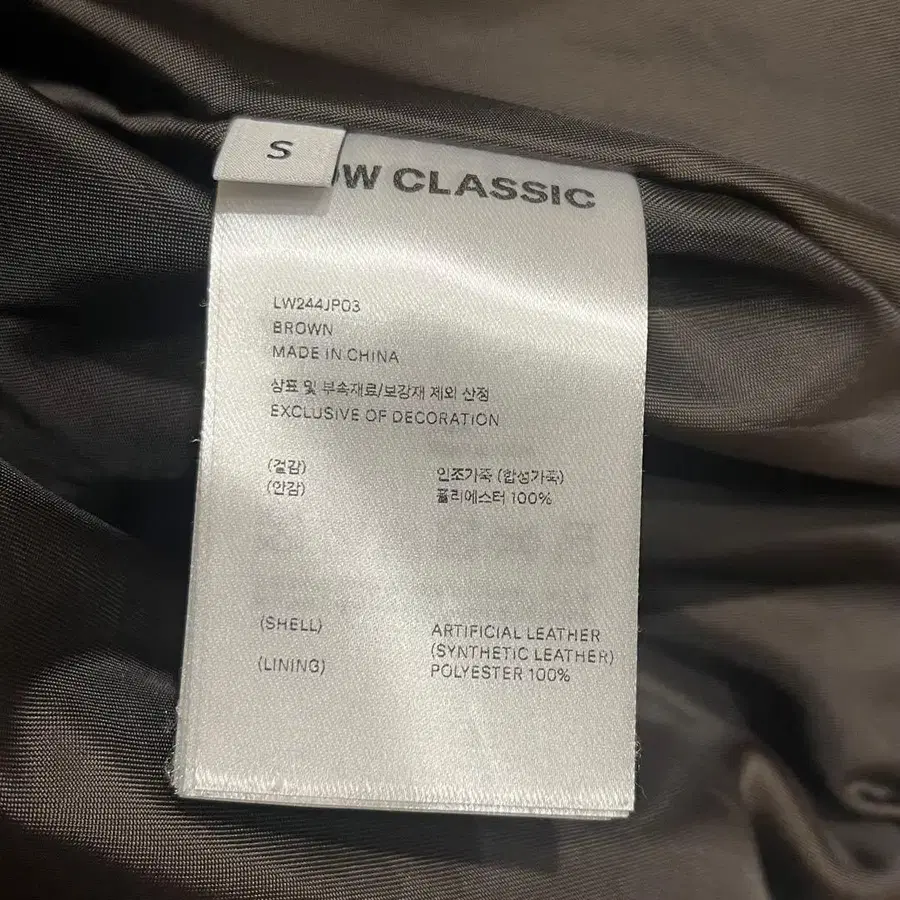 S
OW CLASSIC
LW244JP03
BROWN
MADE IN CHINA
상표 및 부속재료/보강재 제외 산정
EXCLUSIVE OF DECORATION
(겉감) 인조가죽 (합성가죽)
(안감) 폴리에스터 100%
(SHELL) ARTIFICIAL LEATHER
(SYNTHETIC LEATHER)
(LINING) POLYESTER 100%